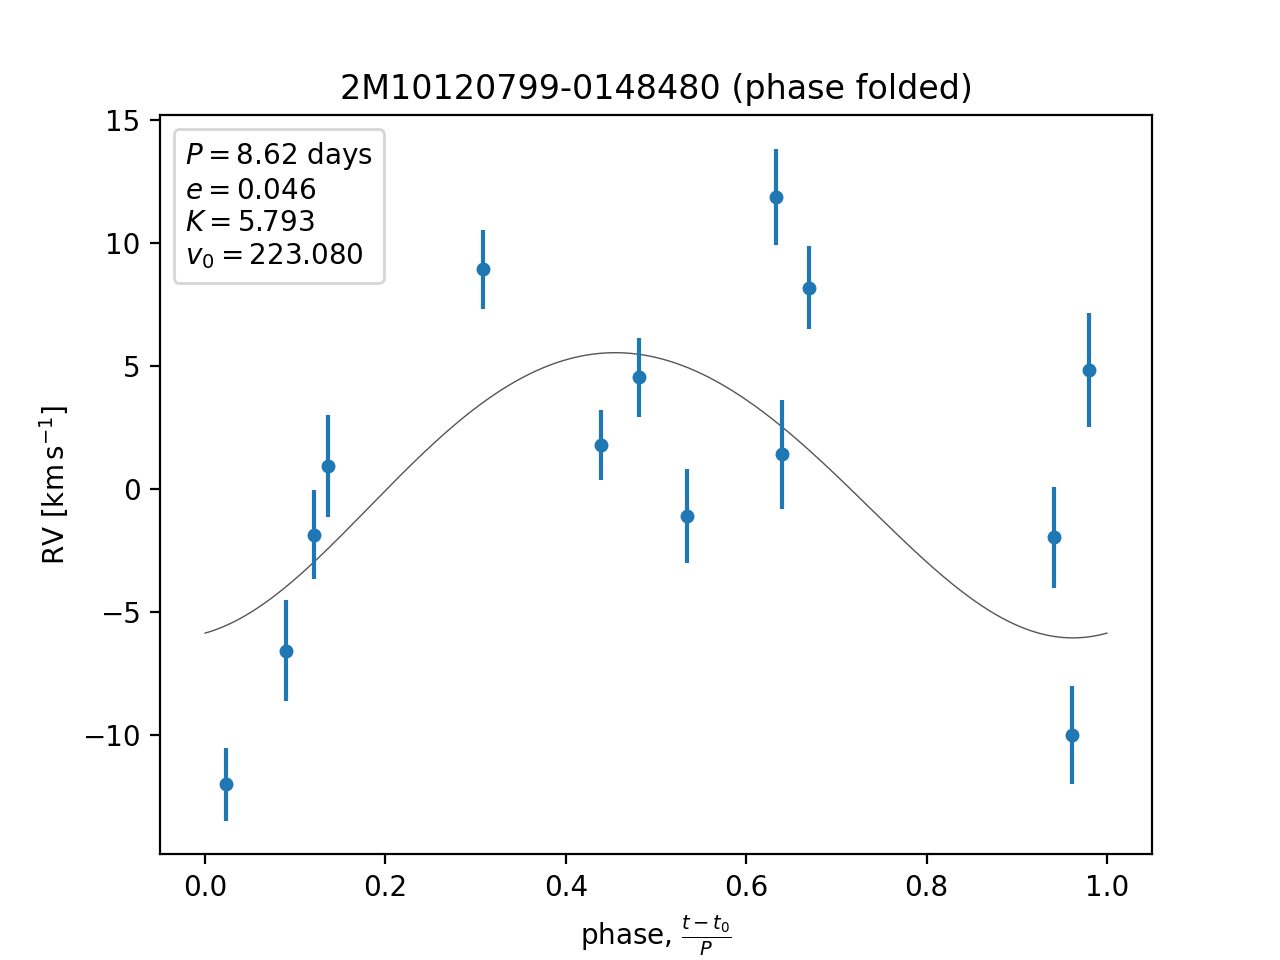 2M10120799-0148480 (phase folded)
P = 8.62 days
e = 0.046
K = 5.793
v₀ = 223.080
15
10
5
0
−5
−10
RV [km s⁻¹]
0.0 0.2 0.4 0.6 0.8 1.0
phase, (t − t₀)/P